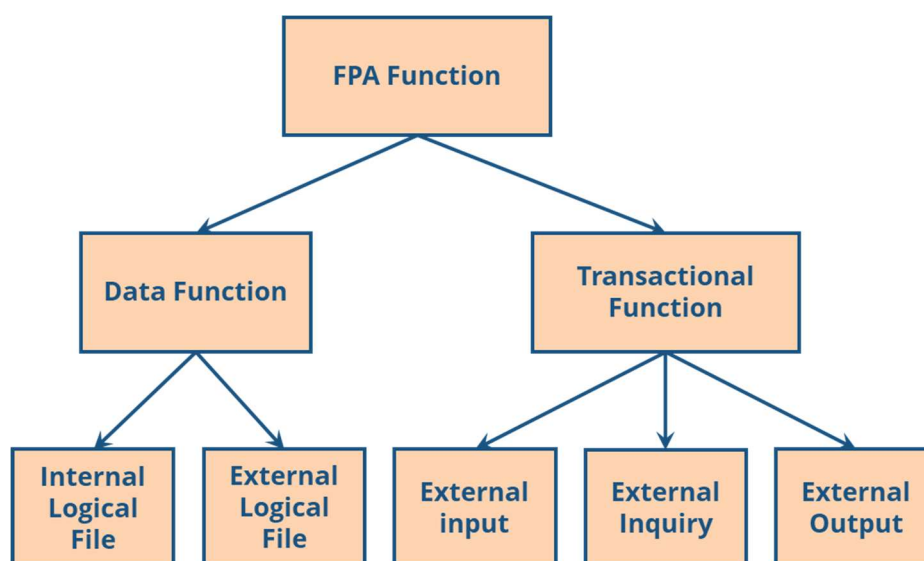 FPA Function
Data Function
Transactional
Function
Internal
Logical
File
External
Logical
File
External
input
External
Inquiry
External
Output